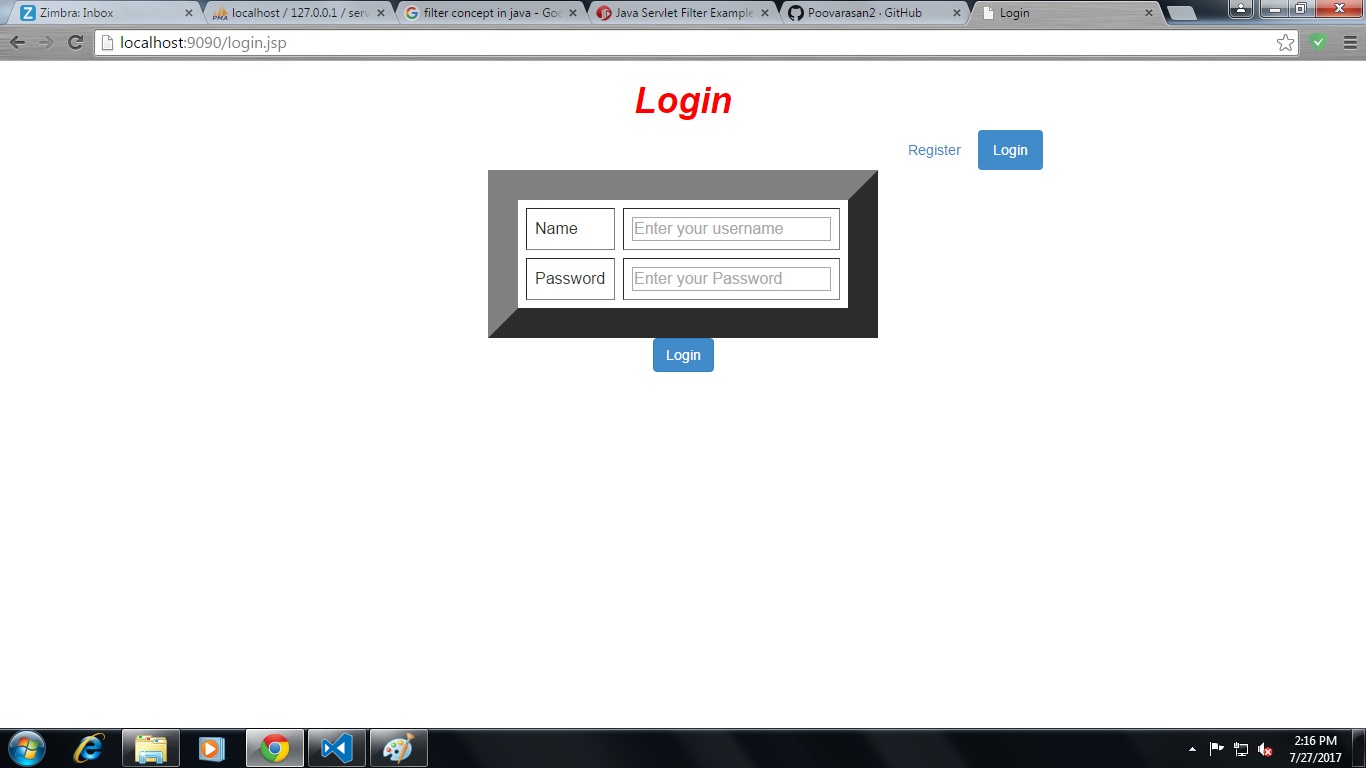 Zimbra: Inbox
localhost / 127.0.0.1 / serv
filter concept in java - Goo
Java Servlet Filter Example
Poovarasan2 · GitHub
Login
localhost:9090/login.jsp
Login
Register
Login
Name
Enter your username
Password
Enter your Password
Login
2:16 PM
7/27/2017